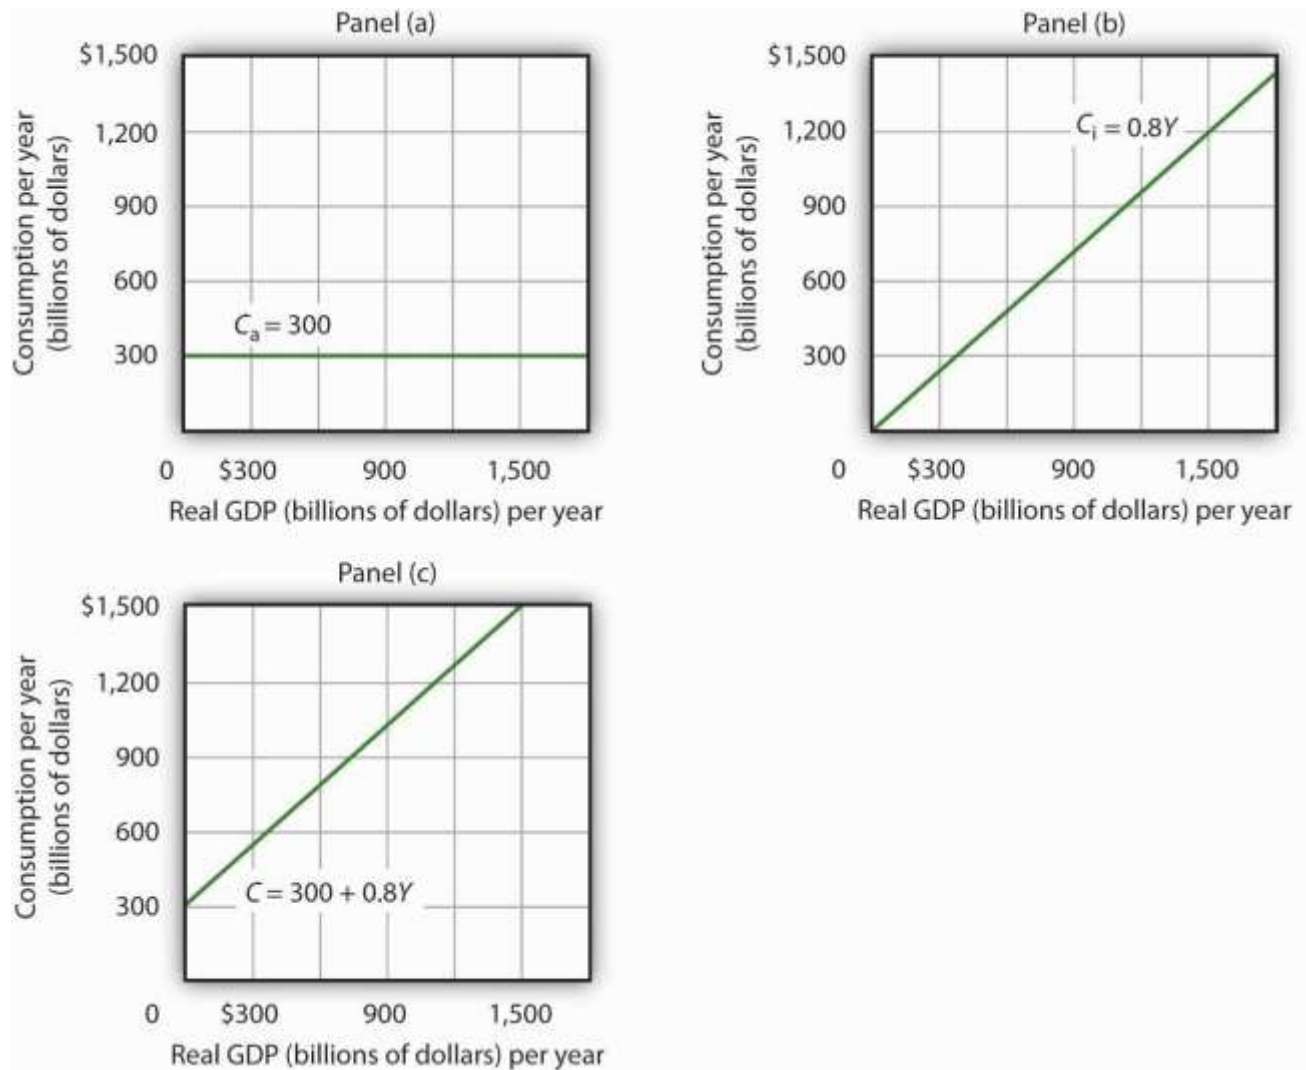 Panel (a)
Consumption per year
(billions of dollars)
$1,500
1,200
900
600
300
Cₐ = 300
0 $300 900 1,500
Real GDP (billions of dollars) per year
Panel (b)
Consumption per year
(billions of dollars)
$1,500
1,200
900
600
300
Cᵢ = 0.8Y
0 $300 900 1,500
Real GDP (billions of dollars) per year
Panel (c)
Consumption per year
(billions of dollars)
$1,500
1,200
900
600
300
C = 300 + 0.8Y
0 $300 900 1,500
Real GDP (billions of dollars) per year